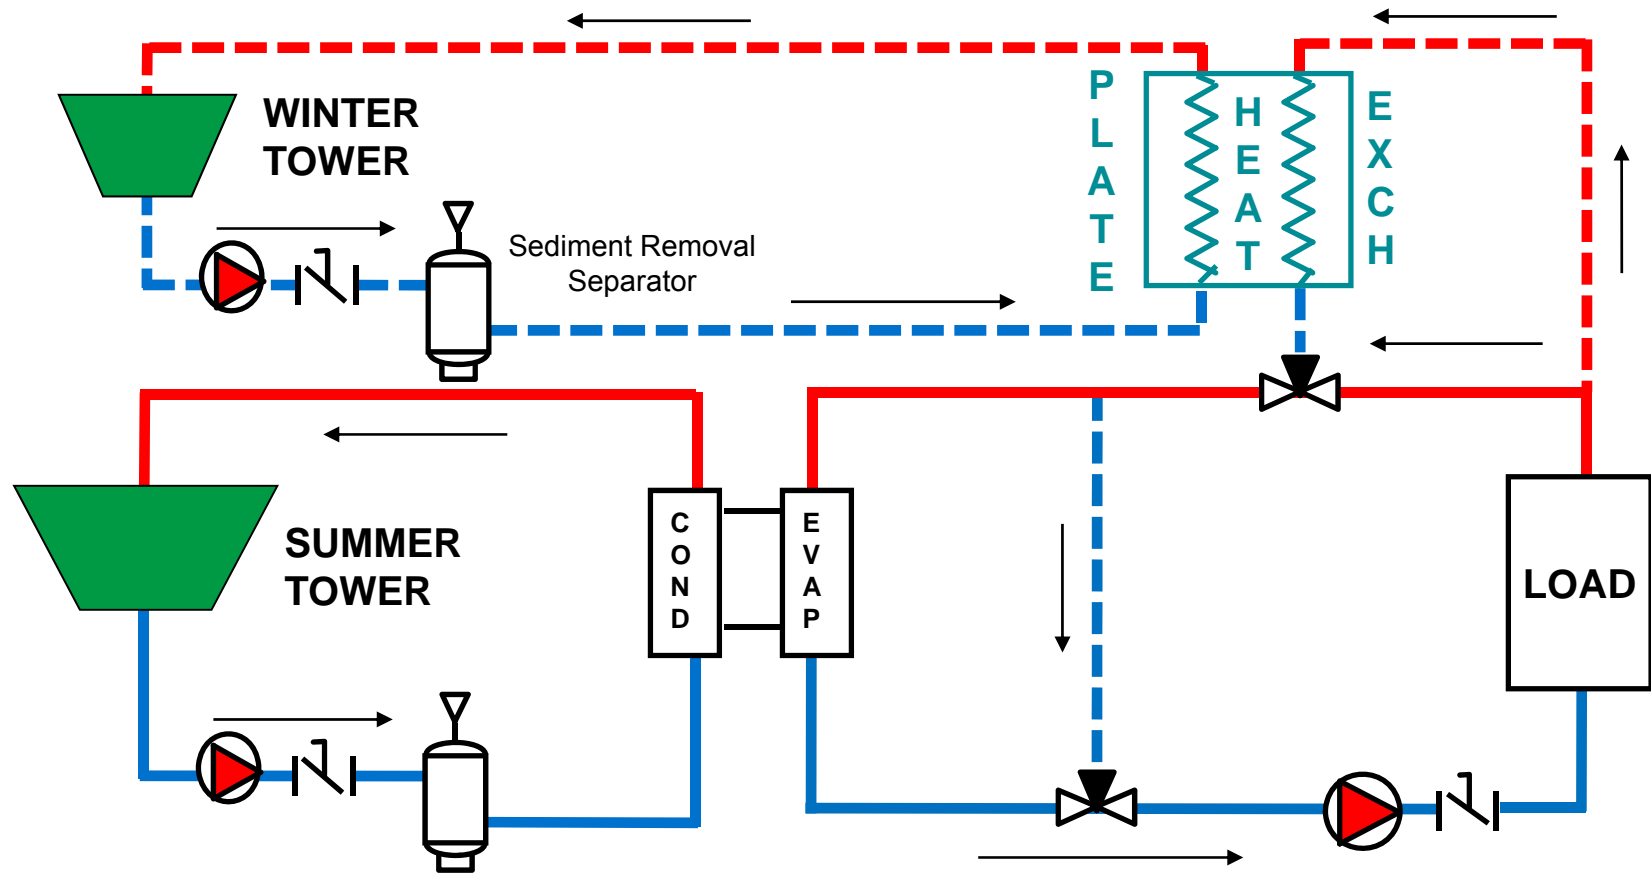 WINTER
TOWER
Sediment Removal
Separator
PLATE
HEAT
EXCH
SUMMER
TOWER
COND
EVAP
LOAD